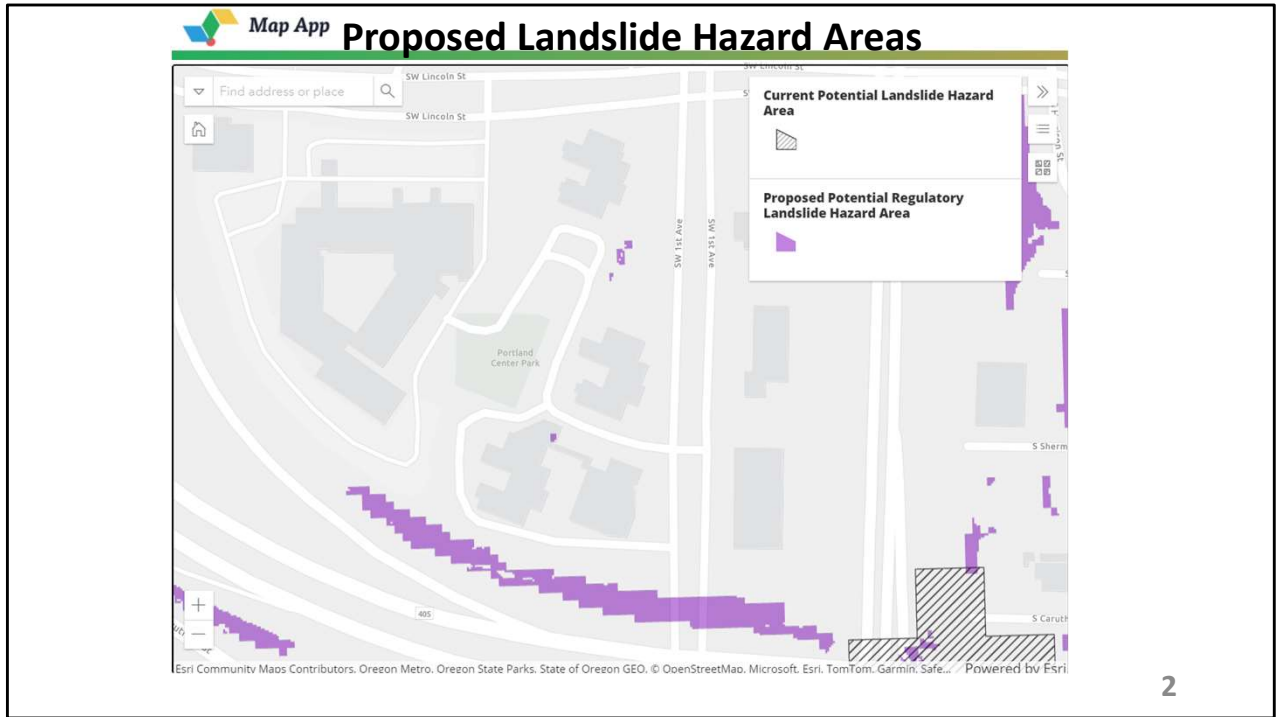 Map App
Proposed Landslide Hazard Areas
SW Lincoln St
SW Lincoln St
Find address or place
SW Lincoln St
Current Potential Landslide Hazard
Area
Proposed Potential Regulatory
Landslide Hazard Area
SW 1st Ave
SW 1st Ave
Portland
Center Park
S Sherm
405
S Caruth
Esri Community Maps Contributors, Oregon Metro, Oregon State Parks, State of Oregon GEO, © OpenStreetMap, Microsoft, Esri, TomTom, Garmin, Safe... Powered by Esri
2